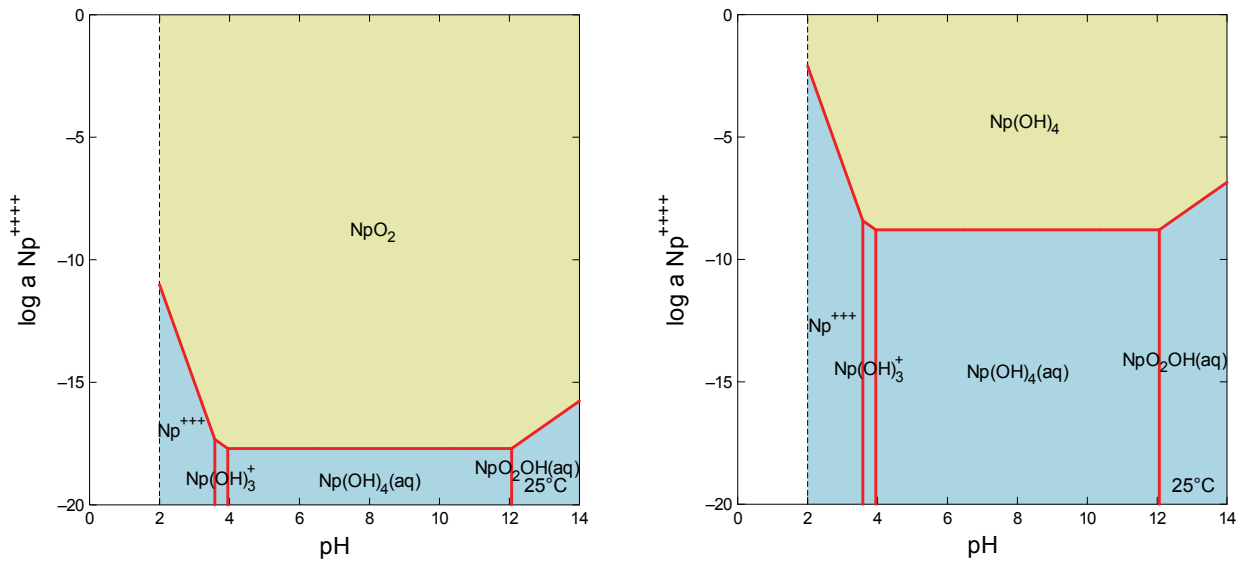 0
−5
−10
−15
−20
log a Np⁺⁺⁺⁺
NpO₂
Np⁺⁺⁺
Np(OH)₃⁺
Np(OH)₄(aq)
NpO₂OH(aq)
25°C
0 2 4 6 8 10 12 14
pH
0
−5
−10
−15
−20
log a Np⁺⁺⁺⁺
Np(OH)₄
Np⁺⁺⁺
Np(OH)₃⁺
Np(OH)₄(aq)
NpO₂OH(aq)
25°C
0 2 4 6 8 10 12 14
pH